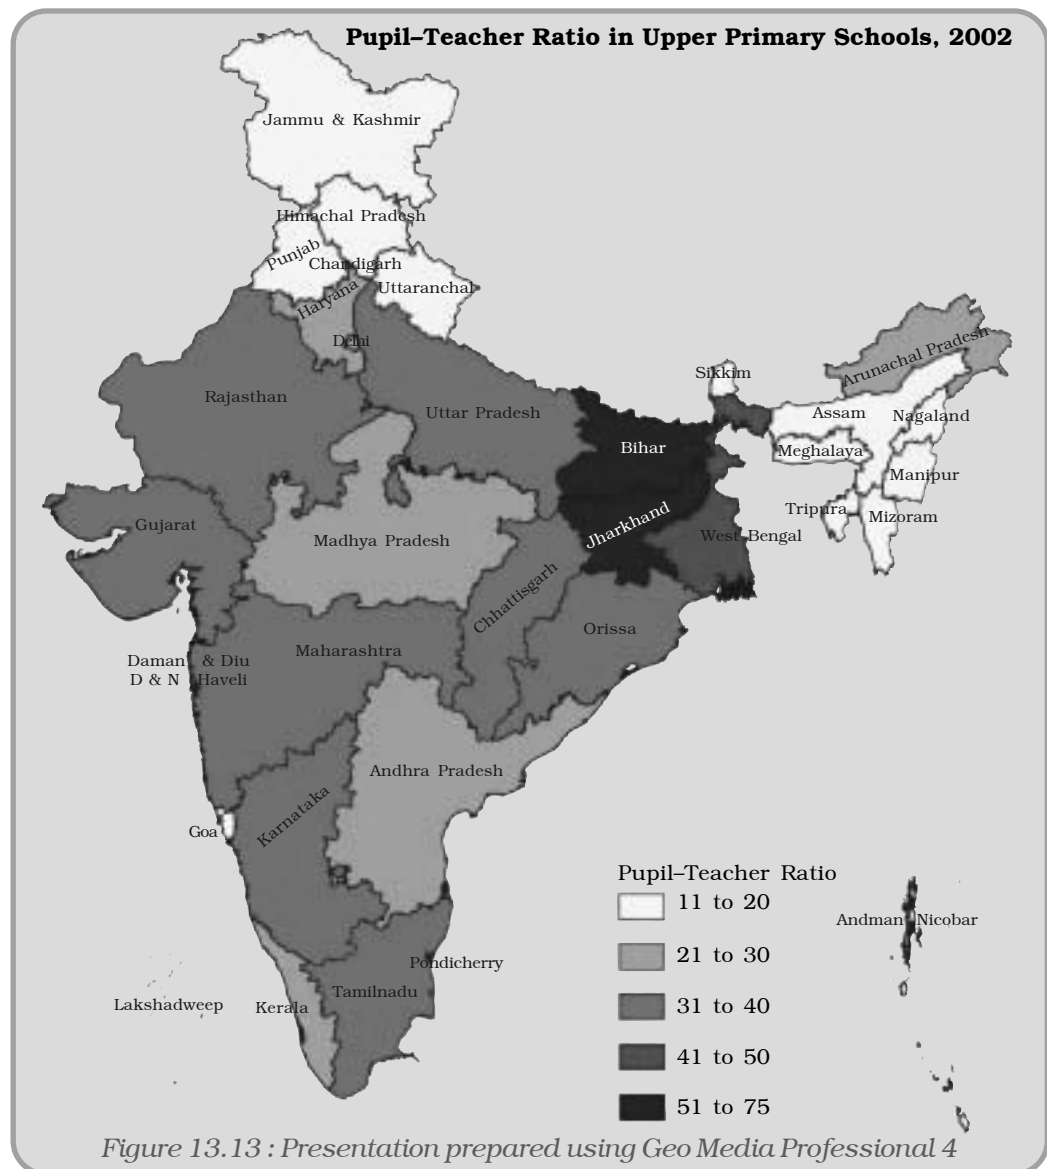 Pupil–Teacher Ratio in Upper Primary Schools, 2002
Jammu & Kashmir
Himachal Pradesh
Punjab
Chandigarh
Uttaranchal
Haryana
Delhi
Rajasthan
Uttar Pradesh
Sikkim
Arunachal Pradesh
Assam
Nagaland
Bihar
Meghalaya
Manipur
Jharkhand
Tripura
Mizoram
Gujarat
Madhya Pradesh
West Bengal
Chhattisgarh
Orissa
Maharashtra
Daman & Diu
D & N Haveli
Andhra Pradesh
Karnataka
Goa
Pondicherry
Lakshadweep
Kerala
Tamilnadu
Andman Nicobar
Pupil–Teacher Ratio
11 to 20
21 to 30
31 to 40
41 to 50
51 to 75
Figure 13.13 : Presentation prepared using Geo Media Professional 4